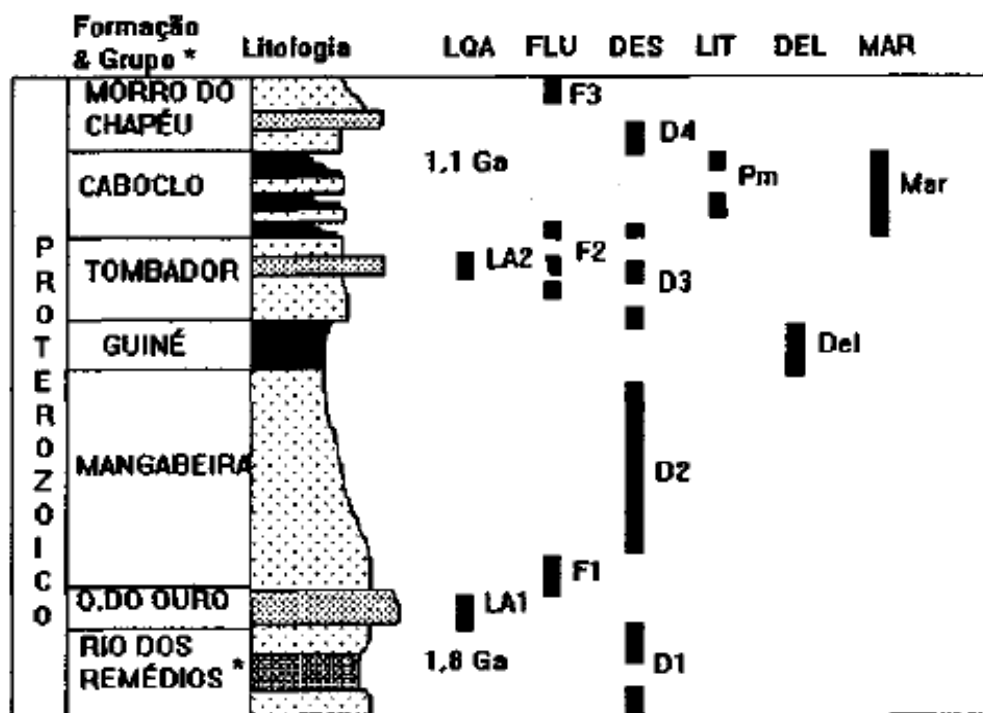 Formação
& Grupo *
Litologia
LQA FLU DES LIT DEL MAR
MORRO DO
CHAPÉU
F3
D4
1,1 Ga
CABOCLO
Pm
Mar
TOMBADOR
LA2
F2
D3
GUINÉ
Del
MANGABEIRA
D2
F1
O.DO OURO
LA1
RIO DOS
REMÉDIOS *
1,8 Ga
D1
PROTEROZOICO